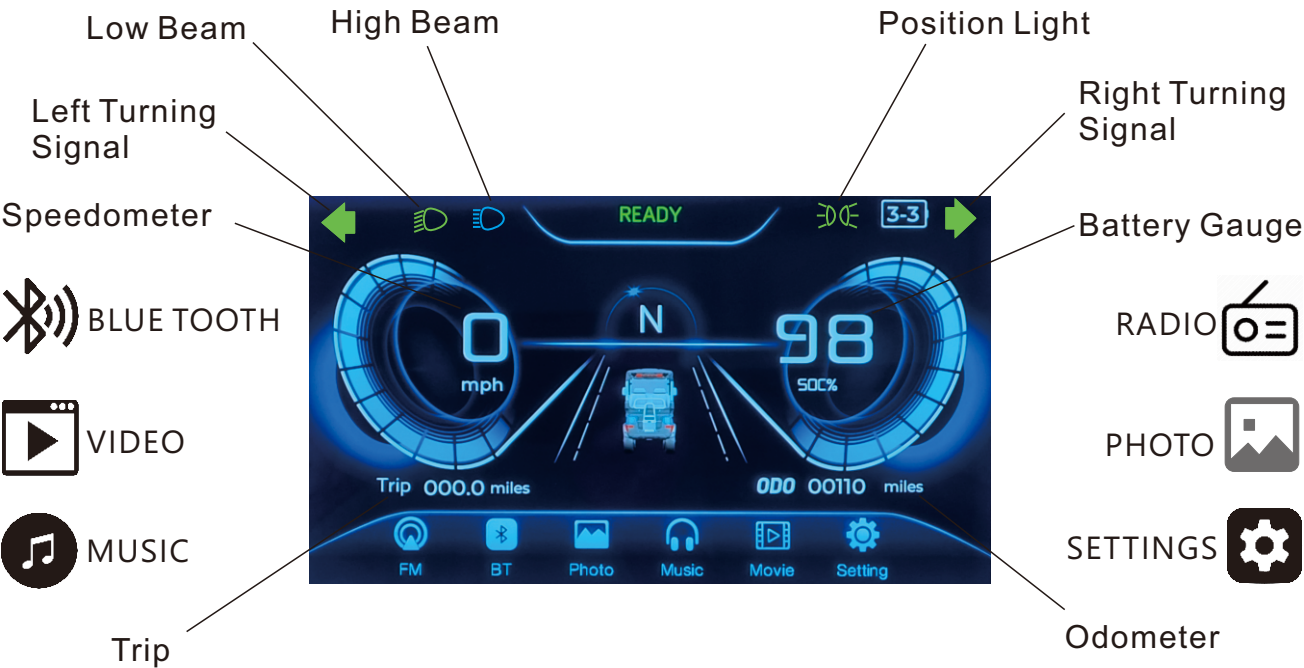 Low Beam
High Beam
Position Light
Left Turning
Signal
Right Turning
Signal
Speedometer
Battery Gauge
READY
3-3
BLUE TOOTH
RADIO
N
0
mph
98
SOC%
VIDEO
PHOTO
Trip 000.0 miles
ODO 00110 miles
MUSIC
SETTINGS
FM
BT
Photo
Music
Movie
Setting
Trip
Odometer